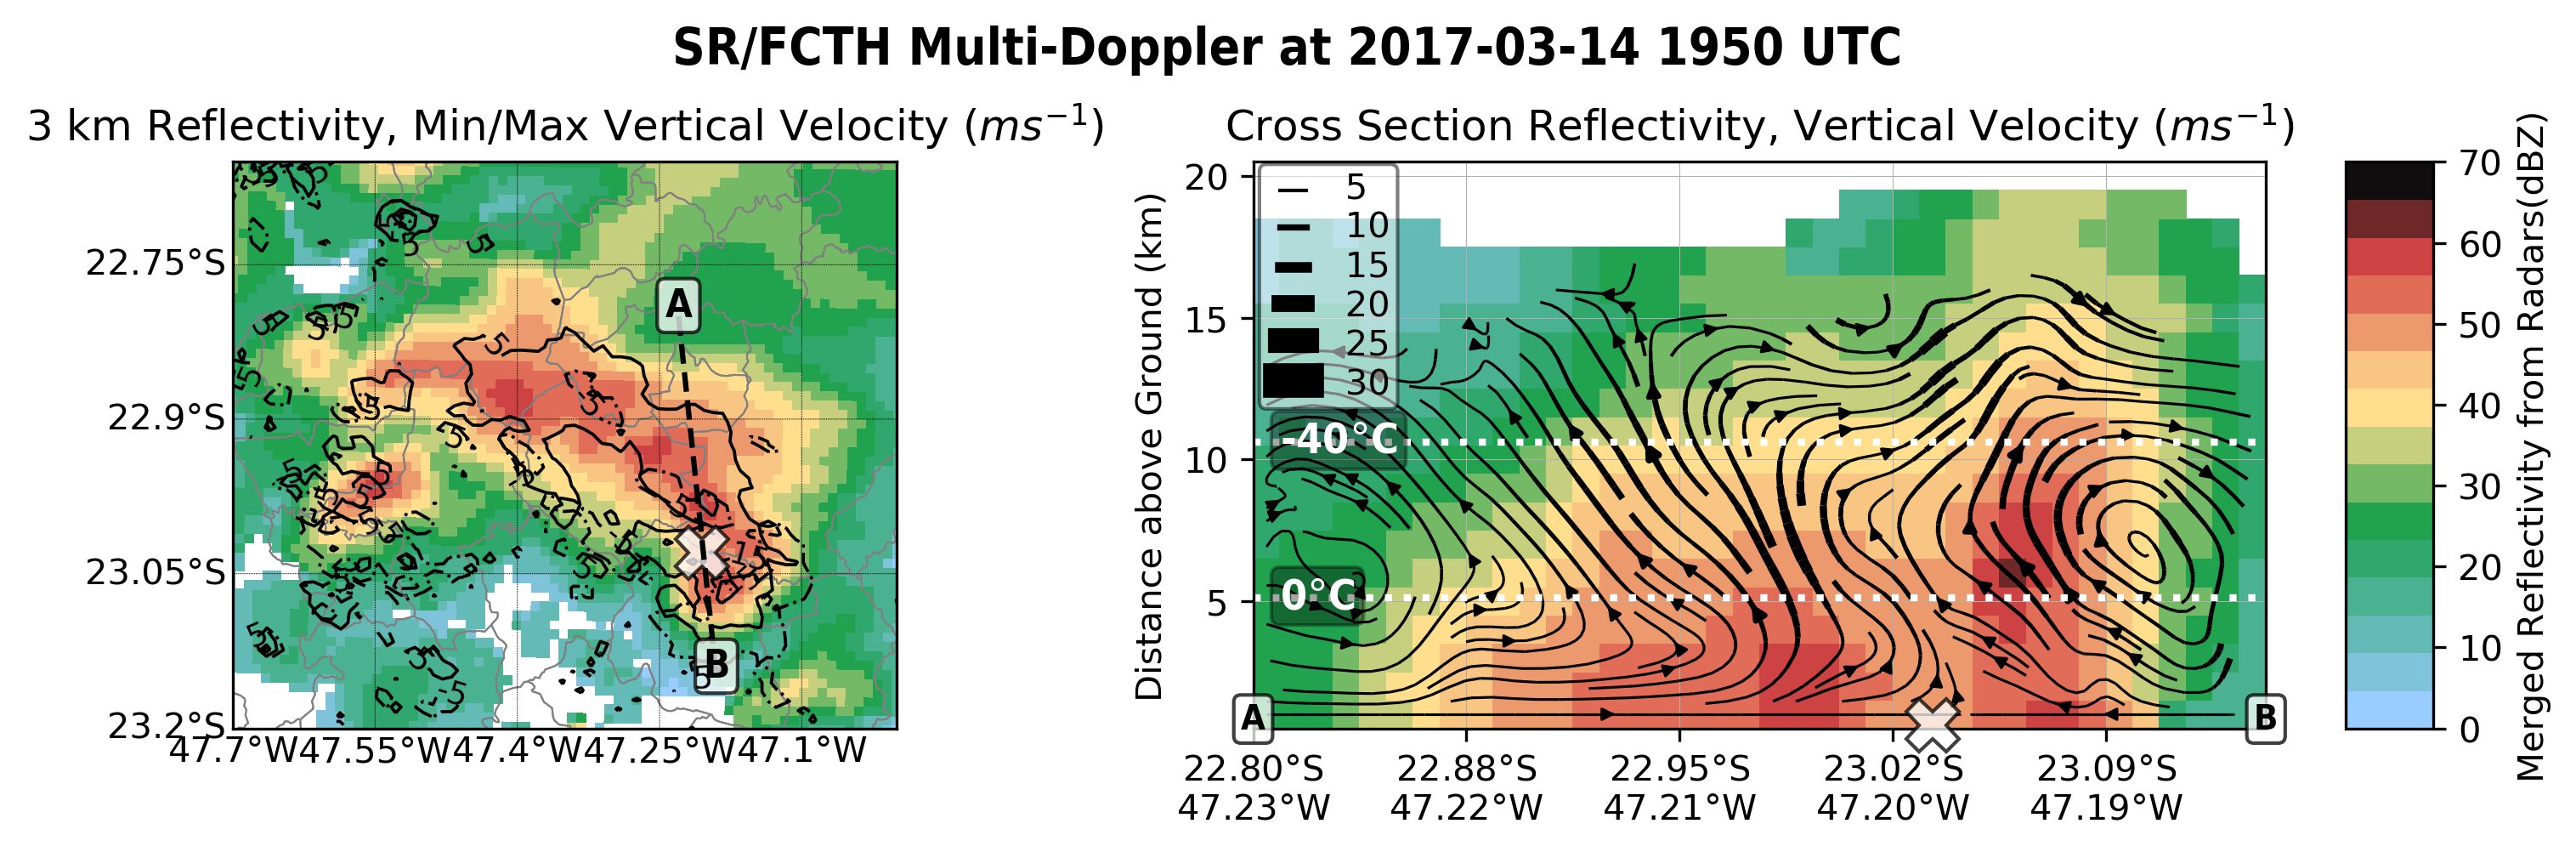 SR/FCTH Multi-Doppler at 2017-03-14 1950 UTC
3 km Reflectivity, Min/Max Vertical Velocity (ms⁻¹)
22.75°S
22.9°S
23.05°S
23.2°S
47.7°W 47.55°W 47.4°W 47.25°W 47.1°W
A
B
Cross Section Reflectivity, Vertical Velocity (ms⁻¹)
Distance above Ground (km)
20
15
10
5
5
10
15
20
25
30
-40°C
0°C
A
B
22.80°S 22.88°S 22.95°S 23.02°S 23.09°S
47.23°W 47.22°W 47.21°W 47.20°W 47.19°W
70
60
50
40
30
20
10
0
Merged Reflectivity from Radars(dBZ)